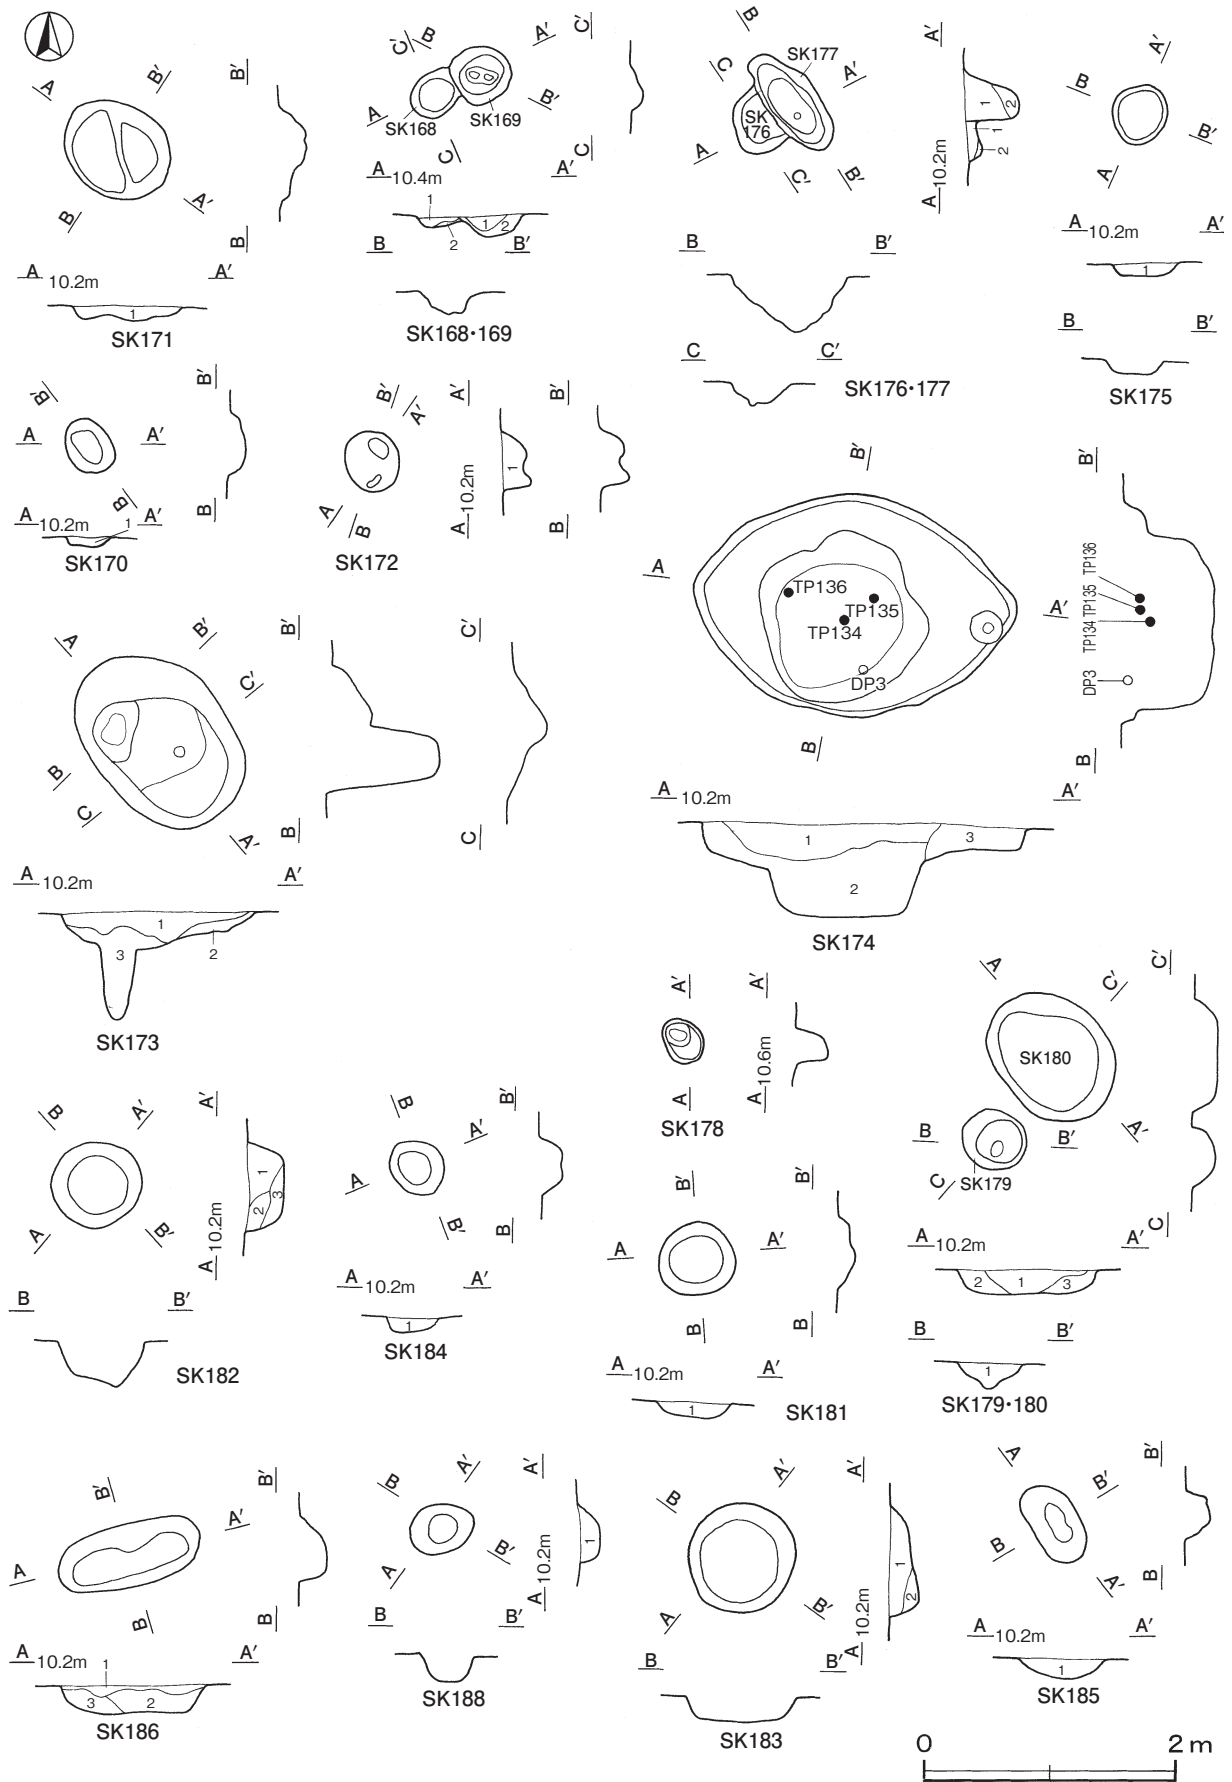 A
B′
B
A′
B′
B
A 10.2m
A′
1
SK171
C′
B
A′
A
SK168
SK169
B′
C
C′
C
A 10.4m
A′
1
2
1
2
B
B′
SK168・169
B
SK177
C
A′
SK
176
A
C′
B′
A′
1
2
1
2
A 10.2m
B
B′
C
C′
SK176・177
A′
B
B′
A
A 10.2m
A′
1
B
B′
SK175
B′
A
A′
B
B′
B
A 10.2m
A′
1
SK170
B′
A′
A
B
SK172
A′
1
A 10.2m
B′
B
B′
A
A′
TP136
TP135
TP134
DP3
B
B′
TP136
TP135
TP134
DP3
B
A 10.2m
A′
1
3
2
SK174
A
B′
C′
B
C
A′
B′
B
C′
C
A 10.2m
A′
1
3
2
SK173
A′
A
SK178
A′
A 10.6m
A
C′
SK180
B
B′
A′
C
SK179
C′
C
A 10.2m
A′
2
1
3
B
B′
1
SK179・180
B
A′
A
B′
A′
1
2
3
A 10.2m
B
B′
SK182
B
A′
A
B′
B′
B
A 10.2m
A′
1
SK184
B′
A
A′
B
B′
B
A 10.2m
A′
1
SK181
B′
A′
A
B
B′
B
A 10.2m
A′
1
3
2
SK186
B
A′
A
B′
A′
1
A 10.2m
B
B′
SK188
B
A′
A
B′
A′
1
2
A 10.2m
B
B′
SK183
A
B′
B
A′
B′
B
A 10.2m
A′
1
SK185
0
2 m